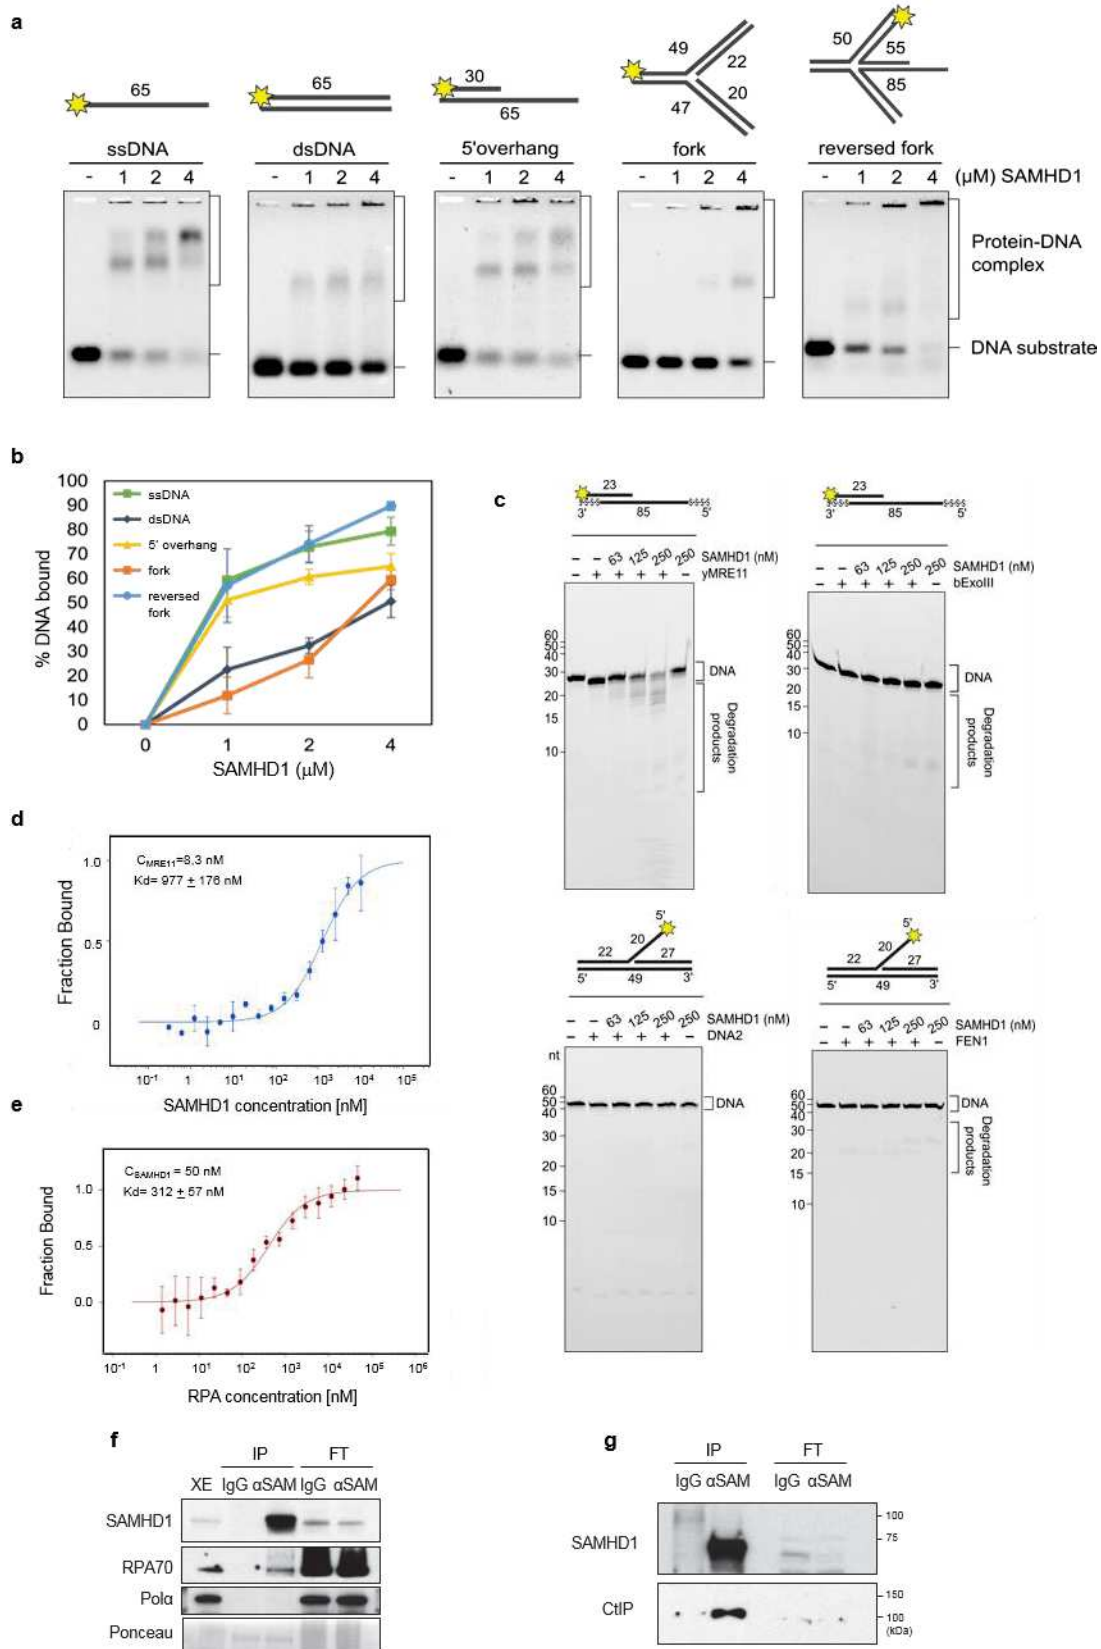 a
65
65
30
65
49
22
20
47
50
55
85
ssDNA
dsDNA
5'overhang
fork
reversed fork
- 1 2 4
- 1 2 4
- 1 2 4
- 1 2 4
- 1 2 4
(µM) SAMHD1
Protein-DNA
complex
DNA substrate
b
100
90
80
70
60
50
40
30
20
10
0
% DNA bound
ssDNA
dsDNA
5' overhang
fork
reversed
fork
0 1 2 4
SAMHD1 (µM)
c
23
3' 85 5'
– – 63 125 250 250 SAMHD1 (nM)
– + + + + – yMRE11
60
50
40
30
20
15
10
DNA
Degradation
products
23
3' 85 5'
– – 63 125 250 250 SAMHD1 (nM)
– + + + + – bExoIII
60
50
40
30
20
15
10
DNA
Degradation
products
5'
20
22 27
5' 49 3'
– – 63 125 250 250 SAMHD1 (nM)
– + + + + – DNA2
nt
60
50
40
30
20
15
10
DNA
5'
20
22 27
5' 49 3'
– – 63 125 250 250 SAMHD1 (nM)
– + + + + – FEN1
60
50
40
30
20
15
10
DNA
Degradation
products
d
CMRE11=8,3 nM
Kd= 977 ± 176 nM
1.0
0.5
0
Fraction Bound
10-1 1 101 102 103 104 105
SAMHD1 concentration [nM]
e
CSAMHD1 = 50 nM
Kd= 312 ± 57 nM
1.0
0.5
0.0
Fraction Bound
10-1 1 101 102 103 104 105 106
RPA concentration [nM]
f
IP FT
XE IgG αSAM IgG αSAM
SAMHD1
RPA70
Polα
Ponceau
g
IP FT
IgG αSAM IgG αSAM
SAMHD1
100
75
CtIP
150
100
(kDa)